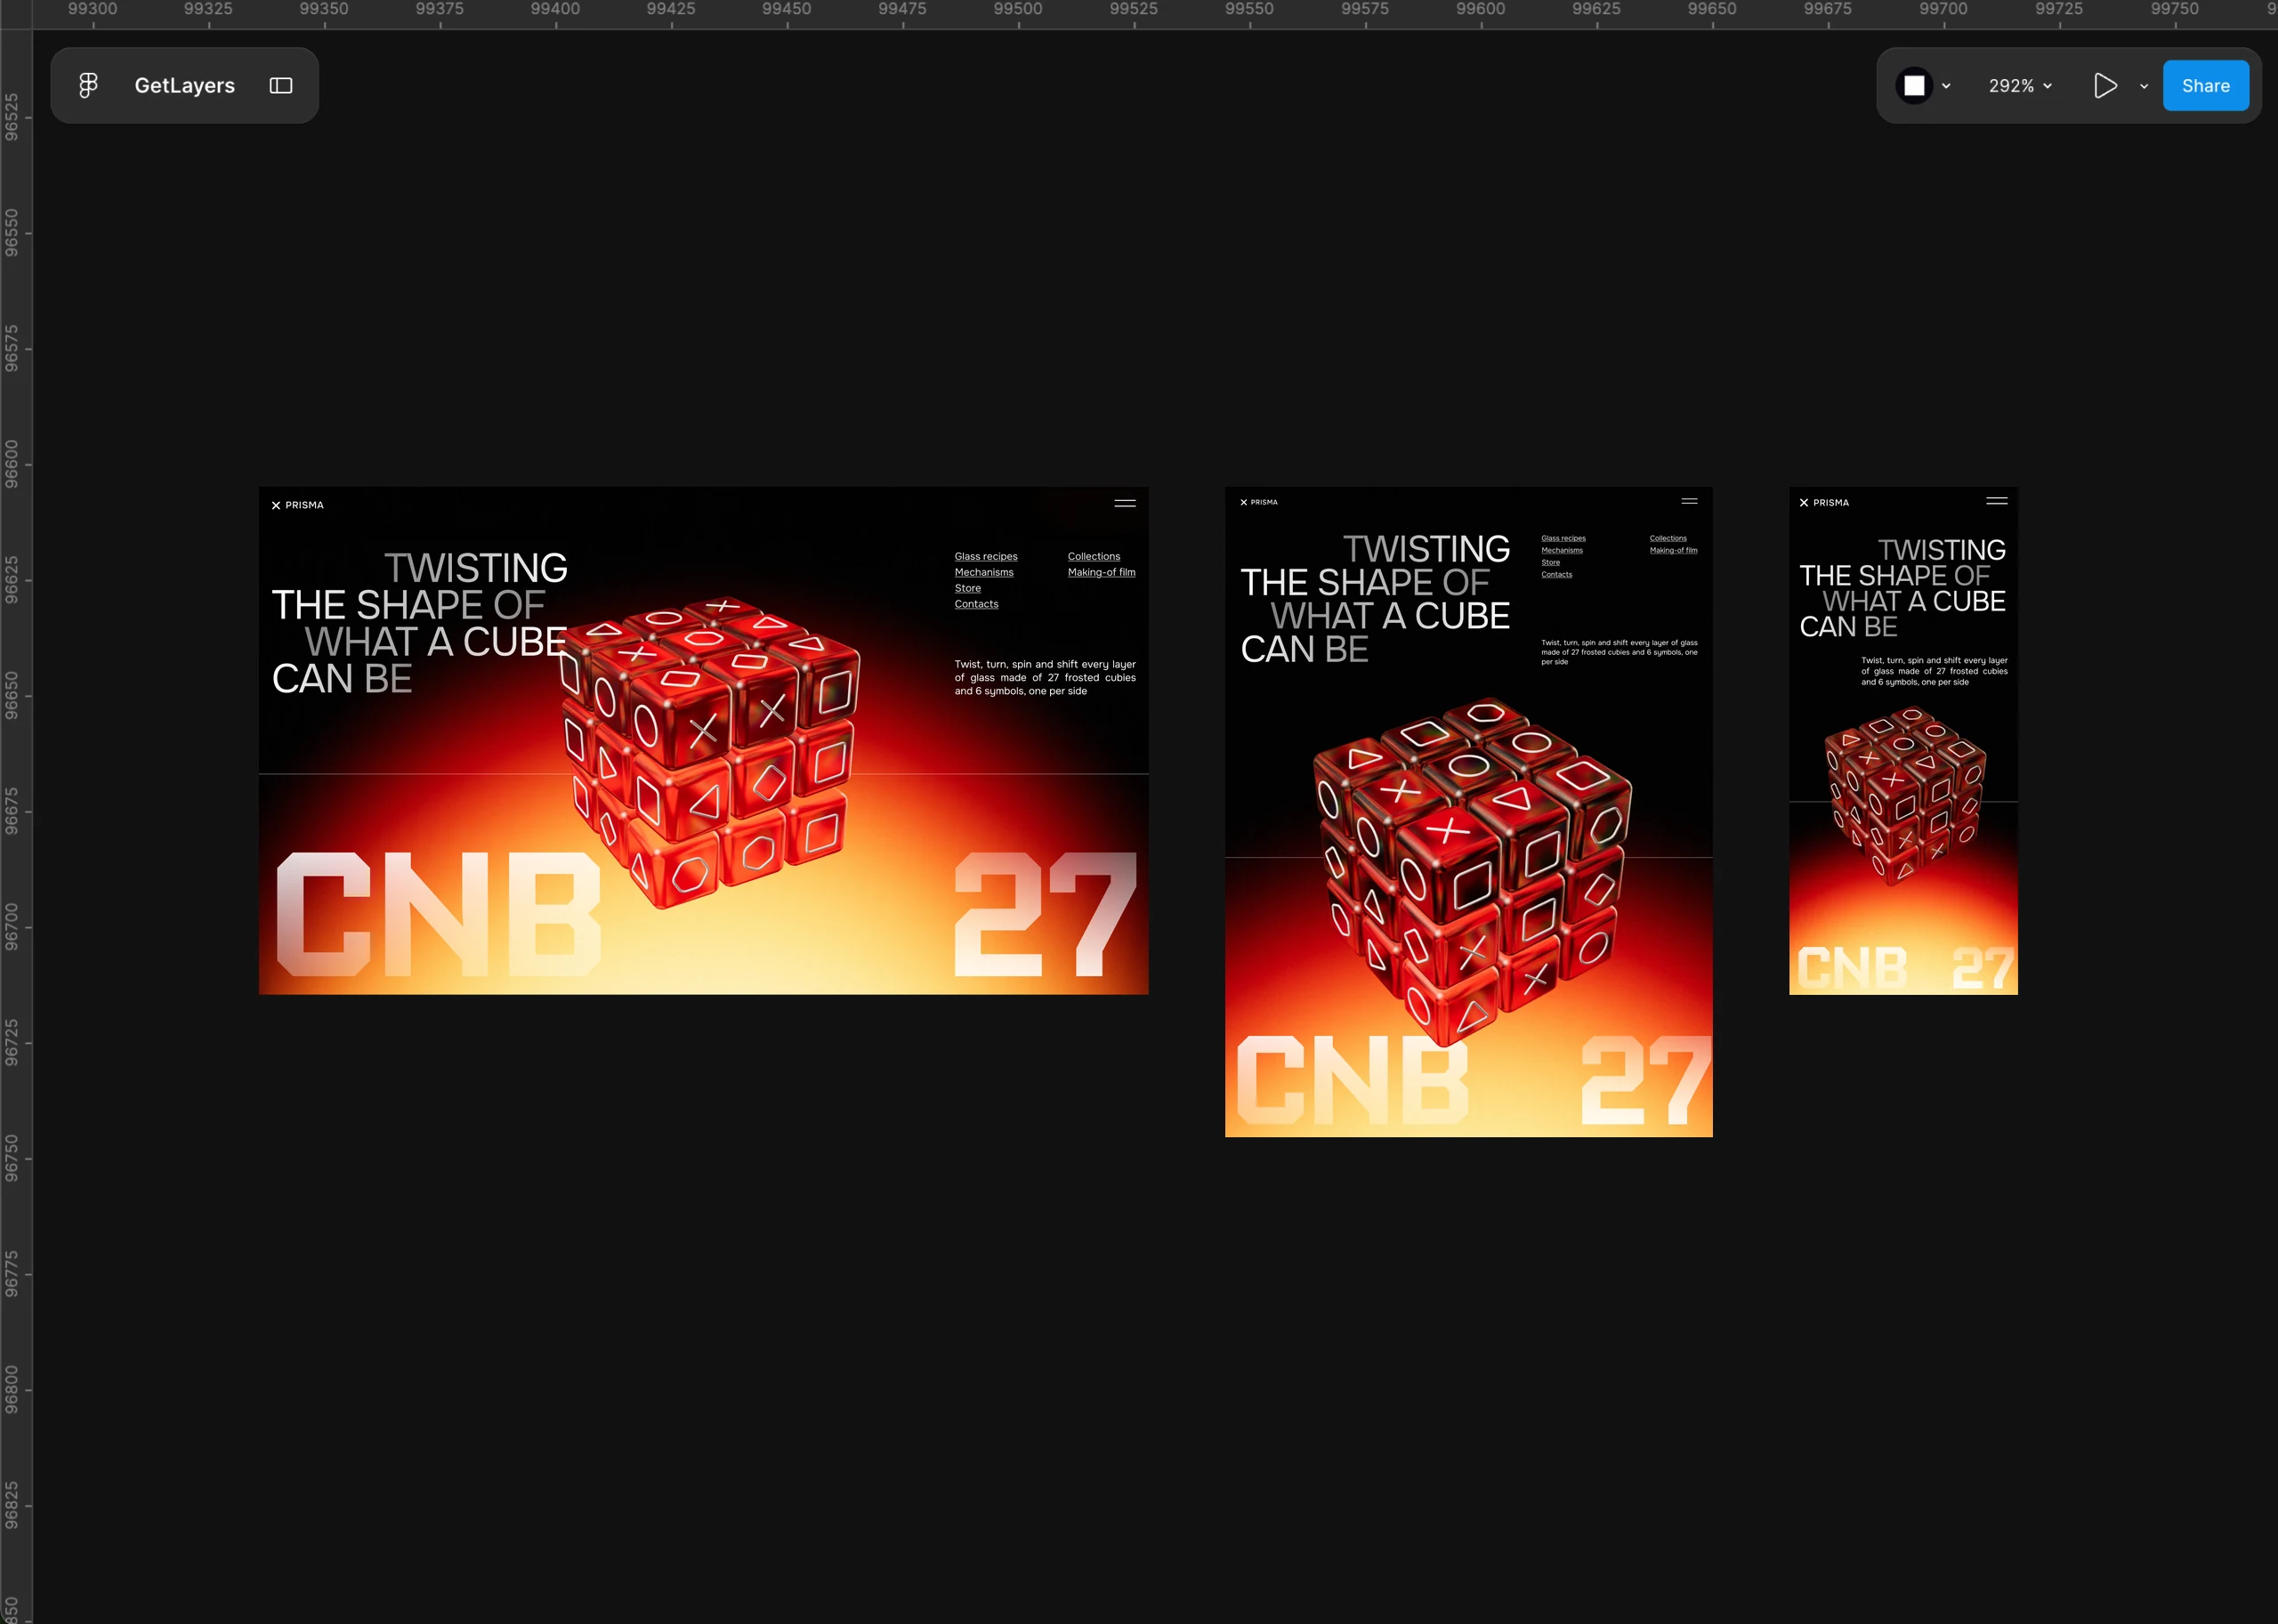 99300 99325 99350 99375 99400 99425 99450 99475 99500 99525 99550 99575 99600 99625 99650 99675 99700 99725 99750
GetLayers
292%
Share
96525
96550
96575
96600
96625
96650
96675
96700
96725
96750
96775
96800
96825
PRISMA
TWISTING
THE SHAPE OF
WHAT A CUBE
CAN BE
Glass recipes
Mechanisms
Store
Contacts
Collections
Making-of film
Twist, turn, spin and shift every layer
of glass made of 27 frosted cubies
and 6 symbols, one per side
CNB 27
PRISMA
TWISTING
THE SHAPE OF
WHAT A CUBE
CAN BE
Glass recipes
Mechanisms
Store
Contacts
Collections
Making-of film
Twist, turn, spin and shift every layer of glass
made of 27 frosted cubies and 6 symbols, one
per side
CNB 27
PRISMA
TWISTING
THE SHAPE OF
WHAT A CUBE
CAN BE
Twist, turn, spin and shift every layer
of glass made of 27 frosted cubies
and 6 symbols, one per side
CNB 27